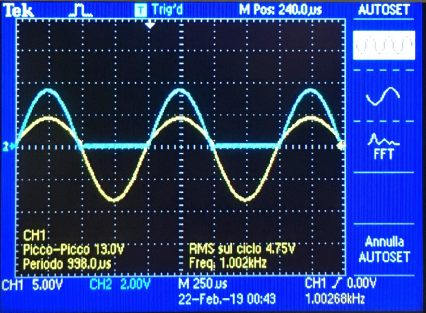 Tek T Trig'd M Pos: 240.0µs AUTOSET
2
FFT
CH1
Picco-Picco 13.0V RMS sul ciclo 4.75V
Periodo 998.0µs Freq. 1.002kHz
Annulla
AUTOSET
CH1 5.00V CH2 2.00V M 250µs CH1 0.00V
22-Feb.-19 00:43 1.00268kHz